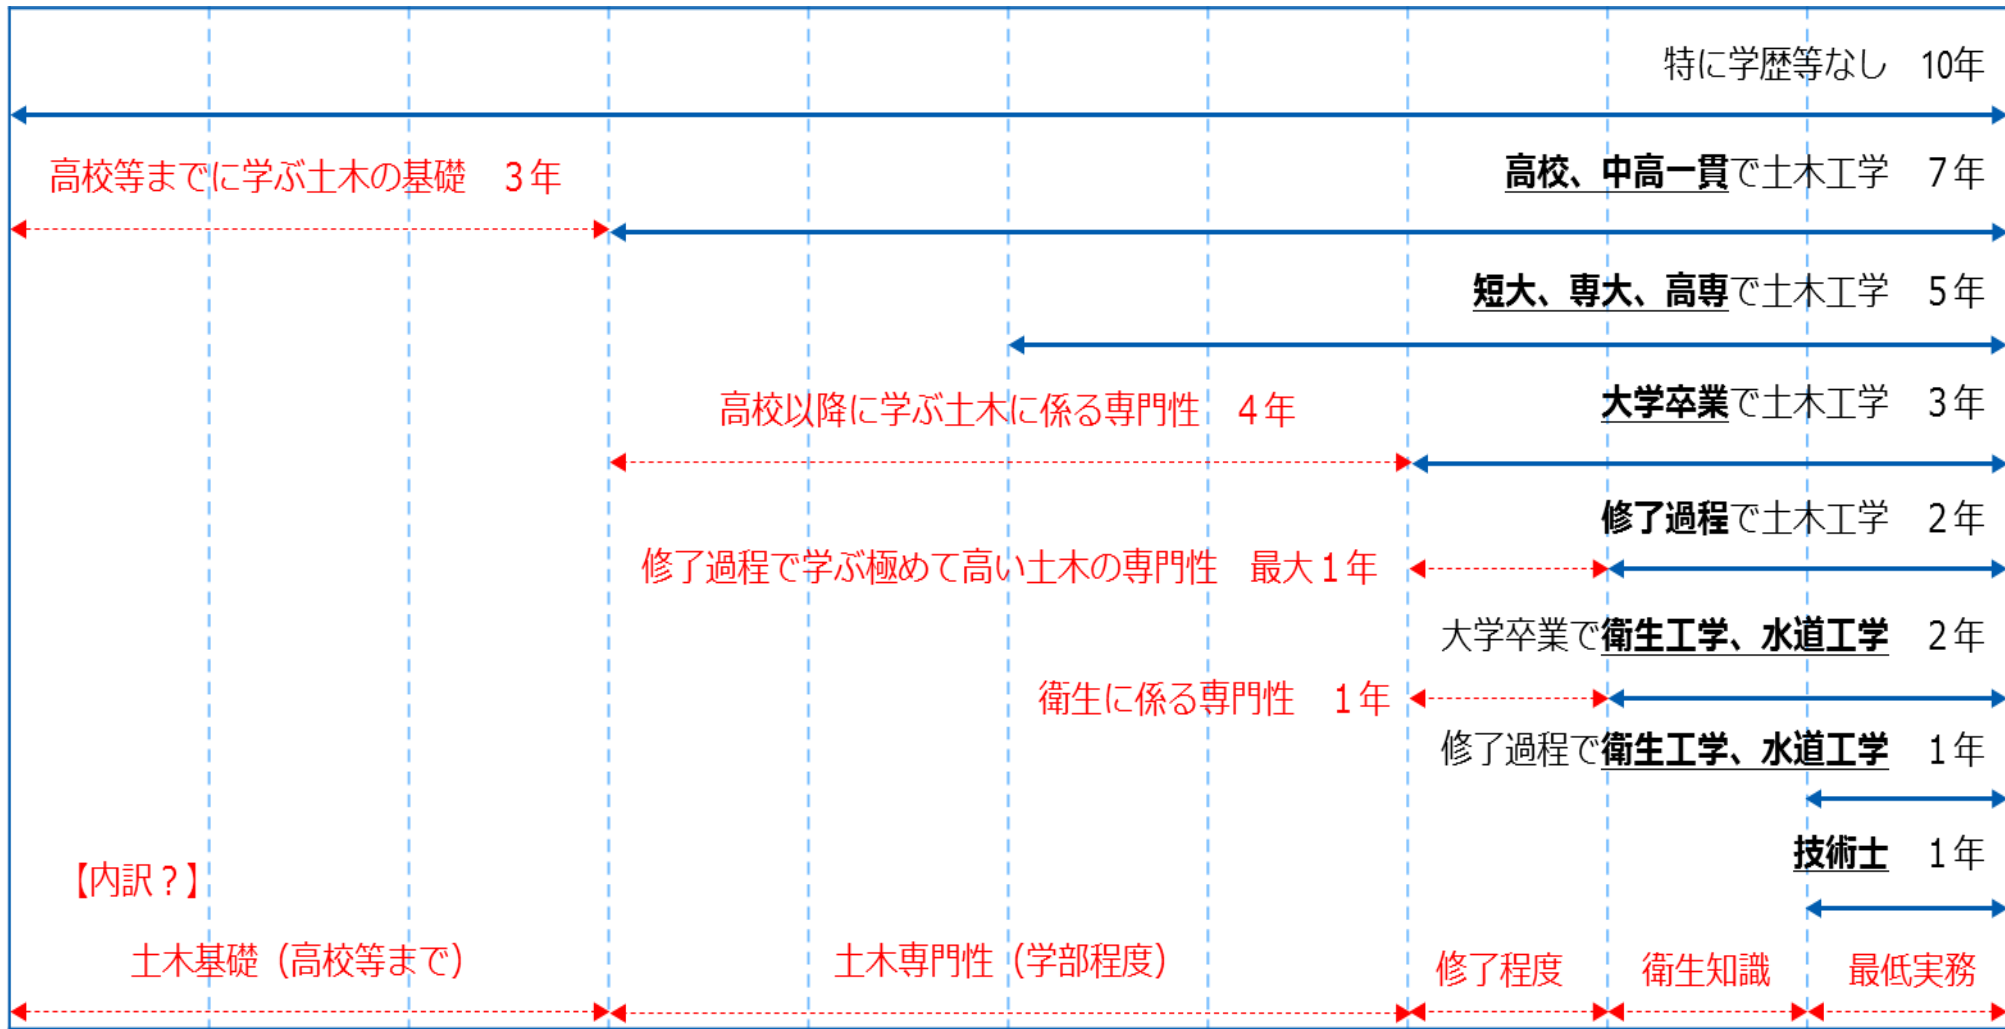 特に学歴等なし　10年
高校等までに学ぶ土木の基礎　３年
高校、中高一貫で土木工学　７年
短大、専大、高専で土木工学　５年
高校以降に学ぶ土木に係る専門性　４年
大学卒業で土木工学　３年
修了過程で土木工学　２年
修了過程で学ぶ極めて高い土木の専門性　最大１年
大学卒業で衛生工学、水道工学　２年
衛生に係る専門性　１年
修了過程で衛生工学、水道工学　１年
技術士　１年
【内訳？】
土木基礎（高校等まで）
土木専門性（学部程度）
修了程度
衛生知識
最低実務